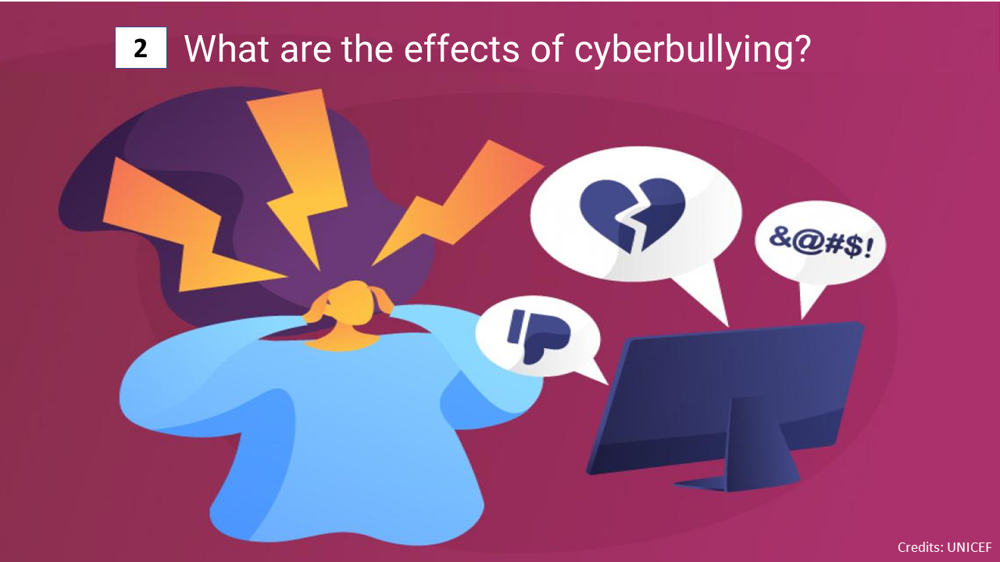 2 What are the effects of cyberbullying?
&@#$!
Credits: UNICEF